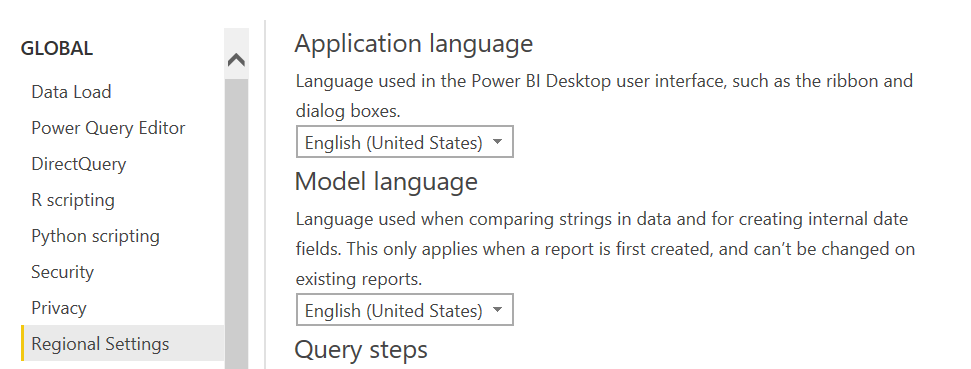 GLOBAL
Data Load
Power Query Editor
DirectQuery
R scripting
Python scripting
Security
Privacy
Regional Settings
Application language
Language used in the Power BI Desktop user interface, such as the ribbon and
dialog boxes.
English (United States)
Model language
Language used when comparing strings in data and for creating internal date
fields. This only applies when a report is first created, and can’t be changed on
existing reports.
English (United States)
Query steps